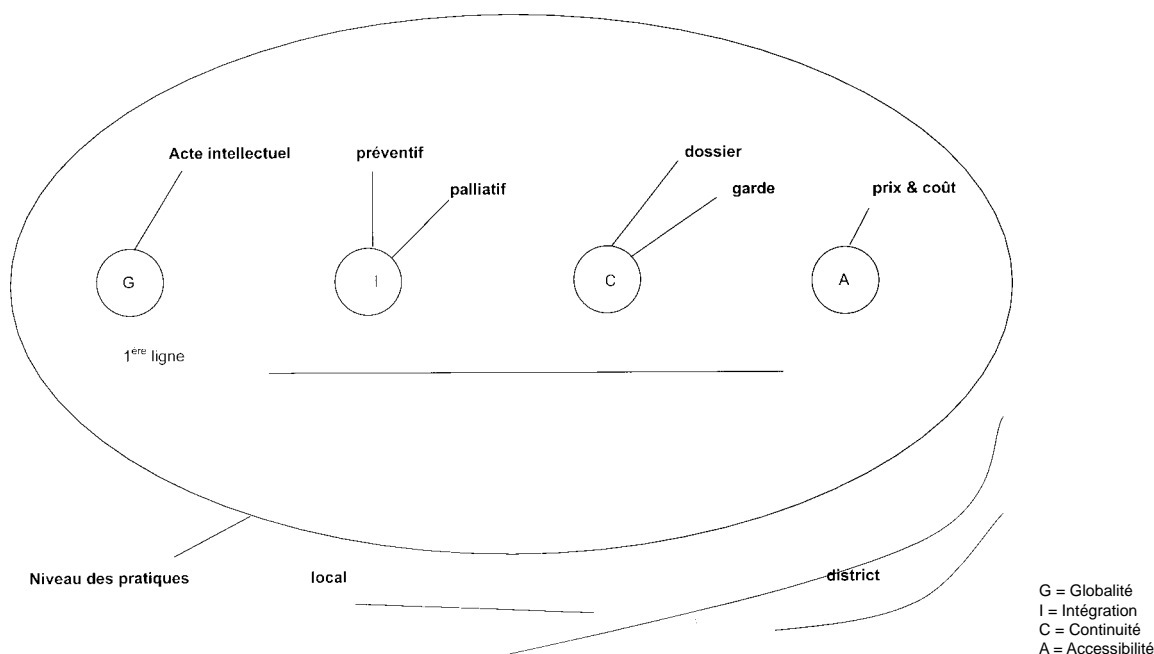 Acte intellectuel
préventif
dossier
palliatif
garde
prix & coût
G
I
C
A
1ère ligne
Niveau des pratiques
local
district
G = Globalité
I = Intégration
C = Continuité
A = Accessibilité